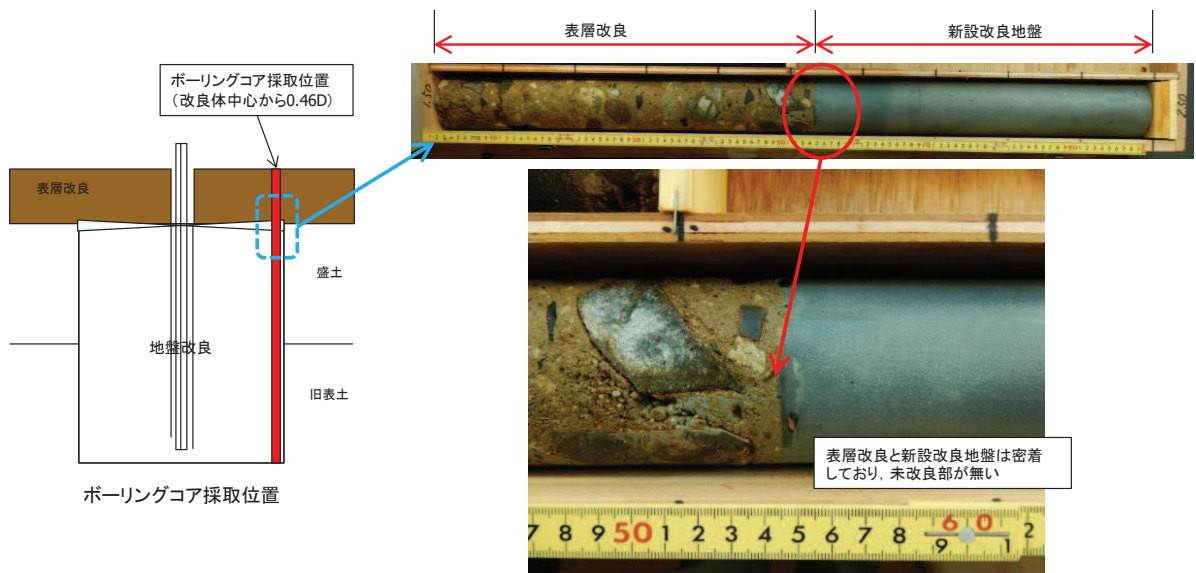 表層改良
新設改良地盤
ボーリングコア採取位置
(改良体中心から0.46D)
1.50
2.50
表層改良
盛土
地盤改良
旧表土
ボーリングコア採取位置
表層改良と新設改良地盤は密着
しており, 未改良部が無い
7 8 9 50 1 2 3 4 5 6 7 8 9 60 1 2